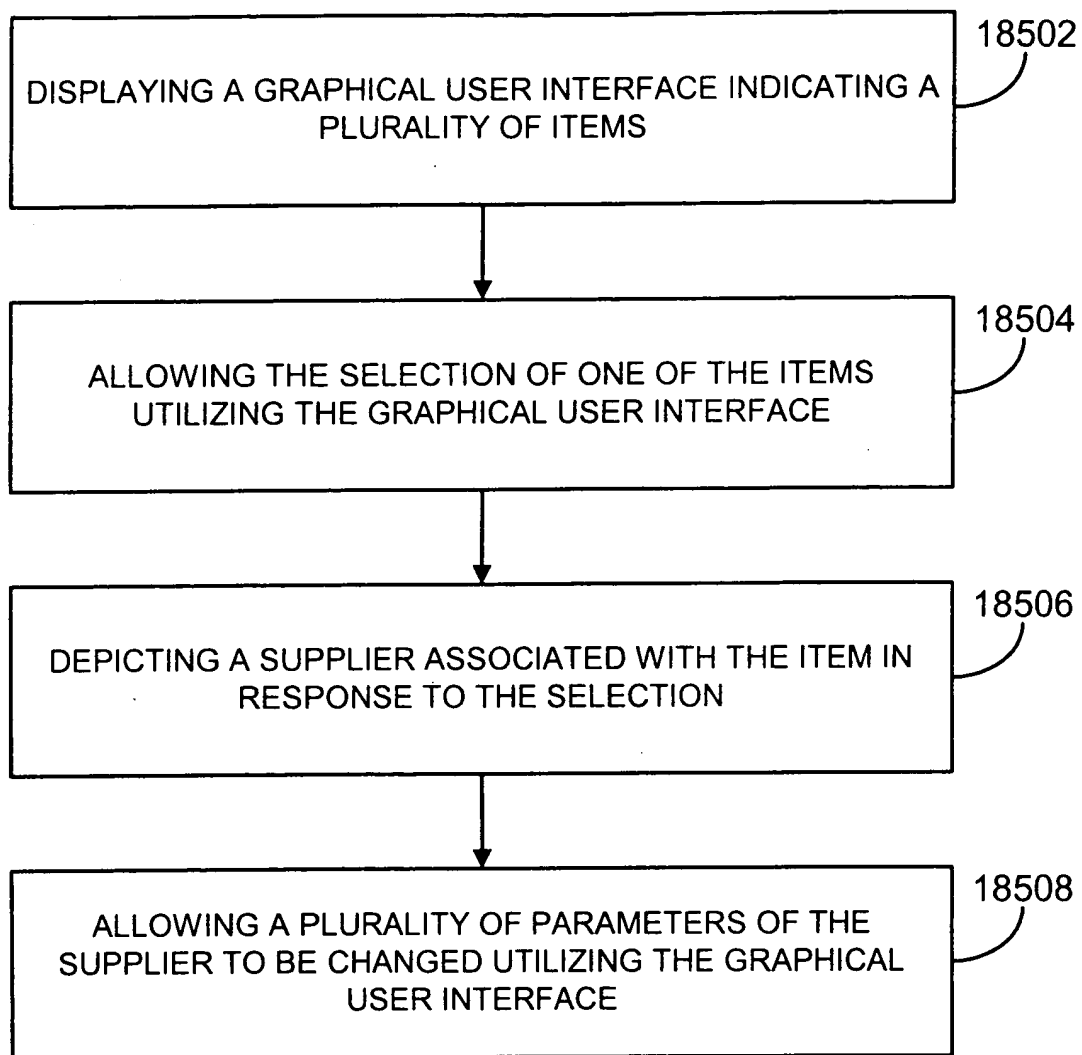 18502
DISPLAYING A GRAPHICAL USER INTERFACE INDICATING A
PLURALITY OF ITEMS
18504
ALLOWING THE SELECTION OF ONE OF THE ITEMS
UTILIZING THE GRAPHICAL USER INTERFACE
18506
DEPICTING A SUPPLIER ASSOCIATED WITH THE ITEM IN
RESPONSE TO THE SELECTION
18508
ALLOWING A PLURALITY OF PARAMETERS OF THE
SUPPLIER TO BE CHANGED UTILIZING THE GRAPHICAL
USER INTERFACE